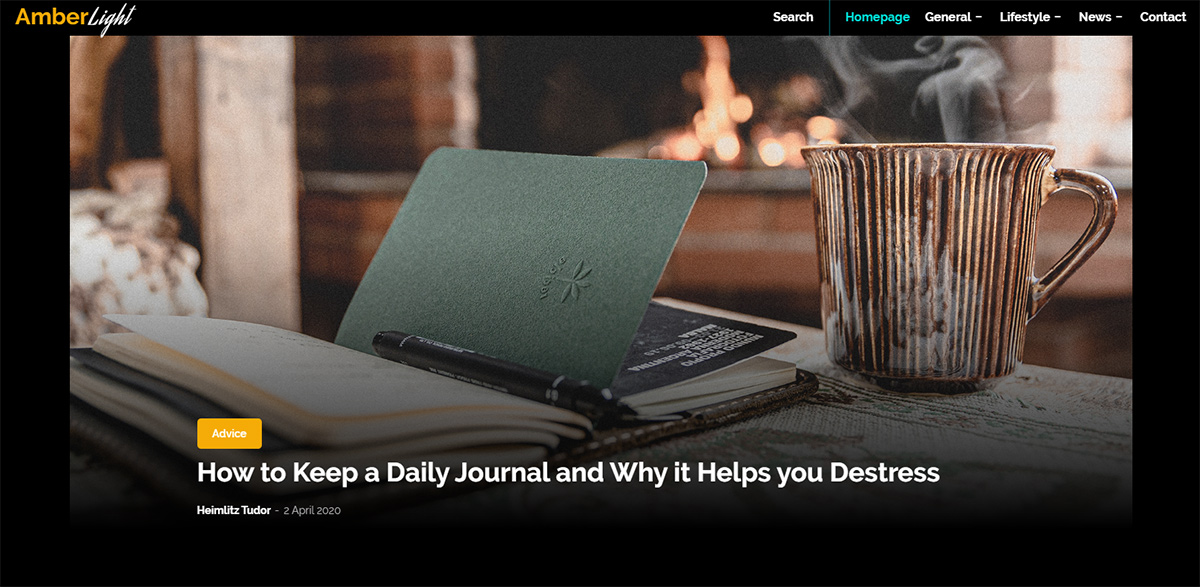 AmberLight
Search
Homepage
General –
Lifestyle –
News –
Contact
Advice
How to Keep a Daily Journal and Why it Helps you Destress
Heimlitz Tudor - 2 April 2020